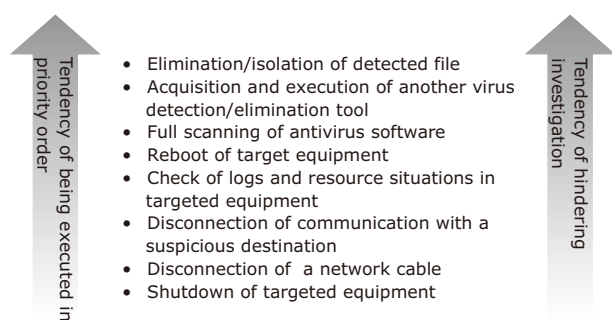 Tendency of being executed in
priority order
• Elimination/isolation of detected file
• Acquisition and execution of another virus
detection/elimination tool
• Full scanning of antivirus software
• Reboot of target equipment
• Check of logs and resource situations in
targeted equipment
• Disconnection of communication with a
suspicious destination
• Disconnection of a network cable
• Shutdown of targeted equipment
Tendency of hindering
investigation